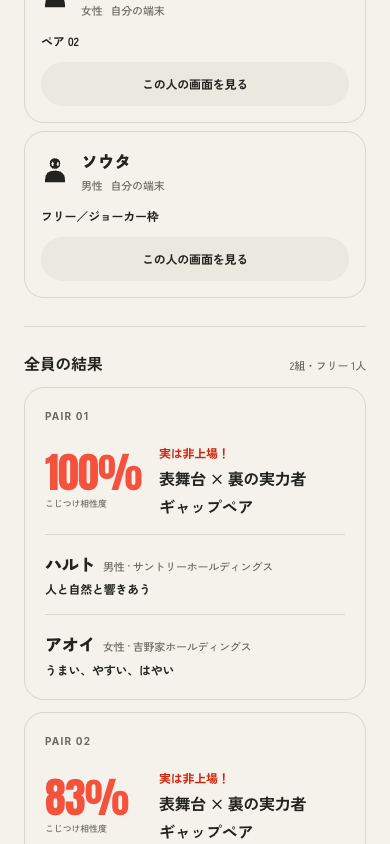 女性 自分の端末
ペア 02
この人の画面を見る
ソウタ
男性 自分の端末
フリー／ジョーカー枠
この人の画面を見る
全員の結果
2組・フリー 1人
PAIR 01
100%
こじつけ相性度
実は非上場！
表舞台 × 裏の実力者
ギャップペア
ハルト 男性・サントリーホールディングス
人と自然と響きあう
アオイ 女性・吉野家ホールディングス
うまい、やすい、はやい
PAIR 02
83%
こじつけ相性度
実は非上場！
表舞台 × 裏の実力者
ギャップペア